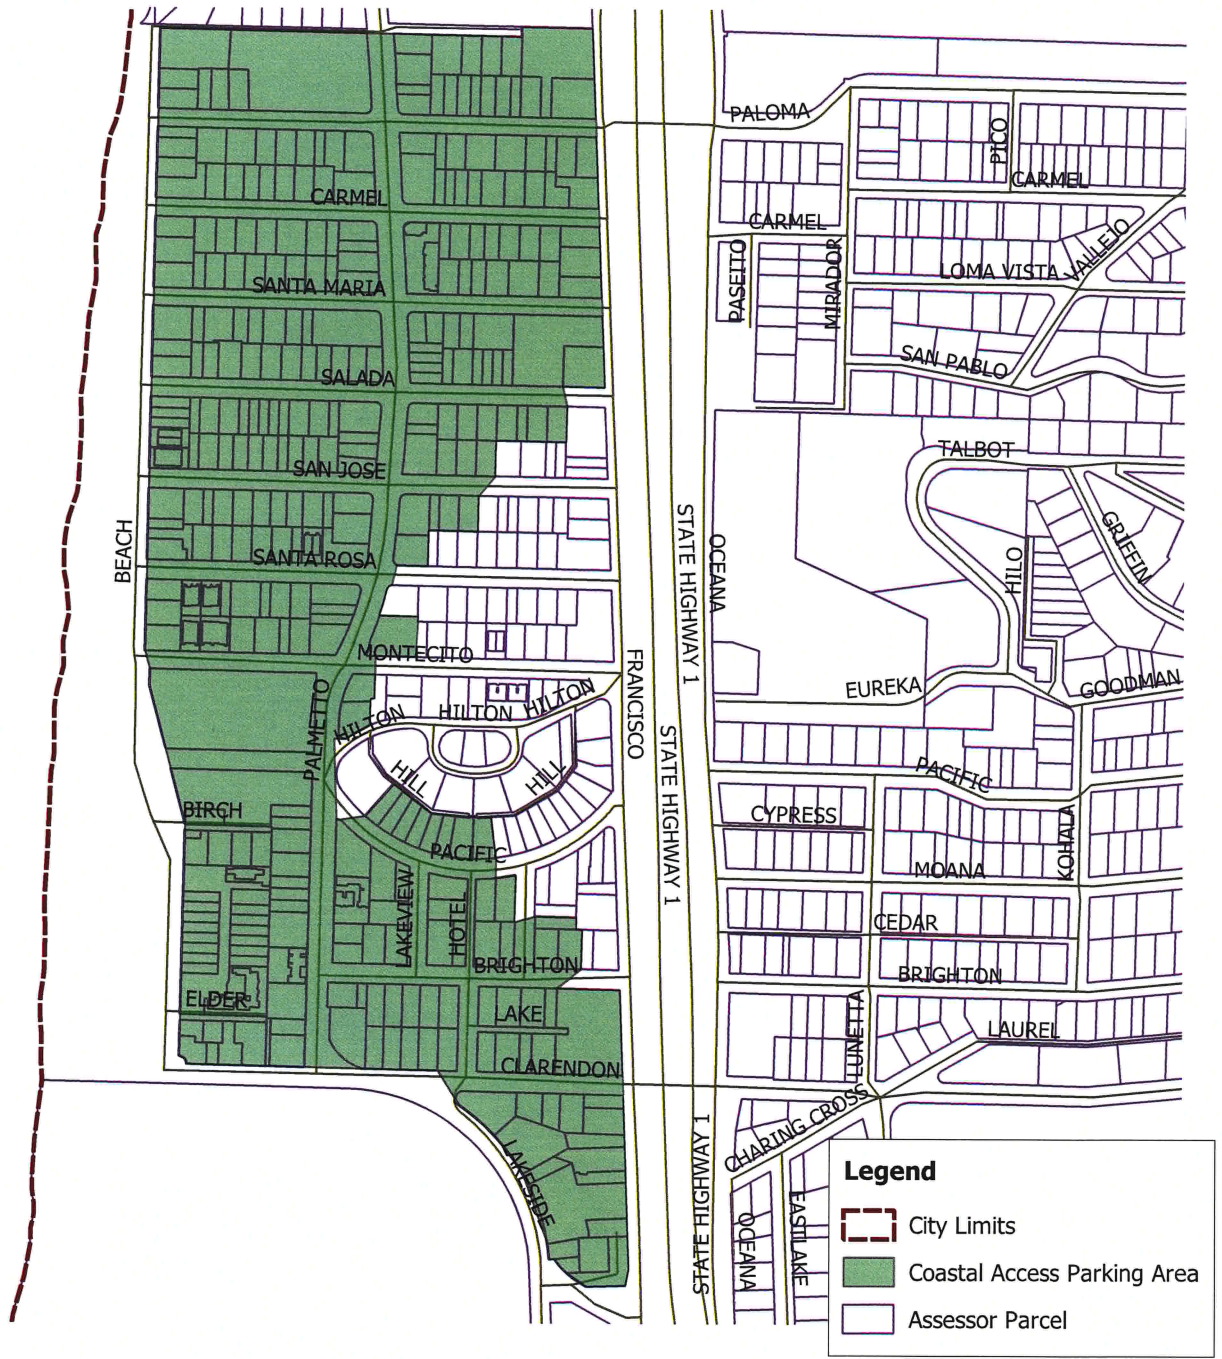 PALOMA
PICO
CARMEL
CARMEL
CARMEL
VALLEJO
PASEITO
MIRADOR
LOMA VISTA
SANTA MARIA
SAN PABLO
SALADA
TALBOT
SAN JOSE
GRIFFIN
STATE HIGHWAY 1
OCEANA
BEACH
SANTA ROSA
HILO
MONTECITO
FRANCISCO
EUREKA
GOODMAN
PALMETTO
HILTON
HILTON
HILTON
STATE HIGHWAY 1
HILL
HILL
PACIFIC
BIRCH
CYPRESS
KOHALA
PACIFIC
MOANA
LAKEVIEW
HOTEL
CEDAR
BRIGHTON
BRIGHTON
ELDER
LAKE
LUNETTA
LAUREL
CLARENDON
CHARING CROSS
LAKESIDE
STATE HIGHWAY 1
OCEANA
EASTLAKE
Legend
City Limits
Coastal Access Parking Area
Assessor Parcel